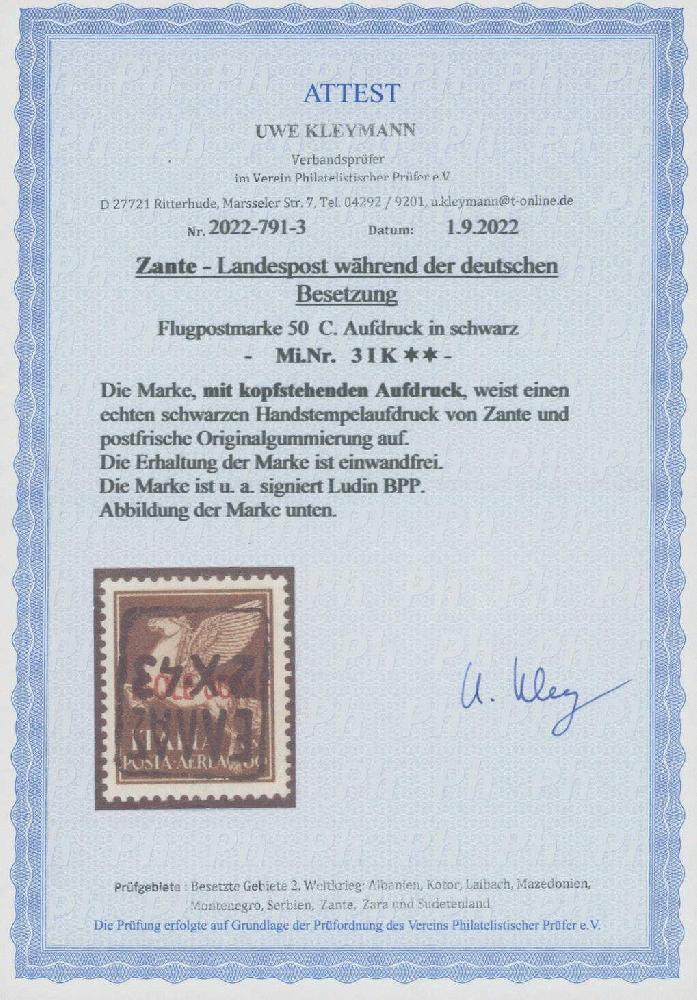 ATTEST
UWE KLEYMANN
Verbandsprüfer
im Verein Philatelistischer Prüfer e.V.
D 27721 Ritterhude, Marsseler Str. 7, Tel. 04292 / 9201, u.kleymann@t-online.de
Nr. 2022-791-3 Datum: 1.9.2022
Zante - Landespost während der deutschen
Besetzung
Flugpostmarke 50 C. Aufdruck in schwarz
- Mi.Nr. 3 I K ✶✶ -
Die Marke, mit kopfstehenden Aufdruck, weist einen
echten schwarzen Handstempelaufdruck von Zante und
postfrische Originalgummierung auf.
Die Erhaltung der Marke ist einwandfrei.
Die Marke ist u. a. signiert Ludin BPP.
Abbildung der Marke unten.
2 X 43
POSTA·AEREA
U. Kley
Prüfgebiete : Besetzte Gebiete 2. Weltkrieg: Albanien, Kotor, Laibach, Mazedonien,
Montenegro, Serbien, Zante, Zara und Sudetenland
Die Prüfung erfolgte auf Grundlage der Prüfordnung des Vereins Philatelistischer Prüfer e.V.